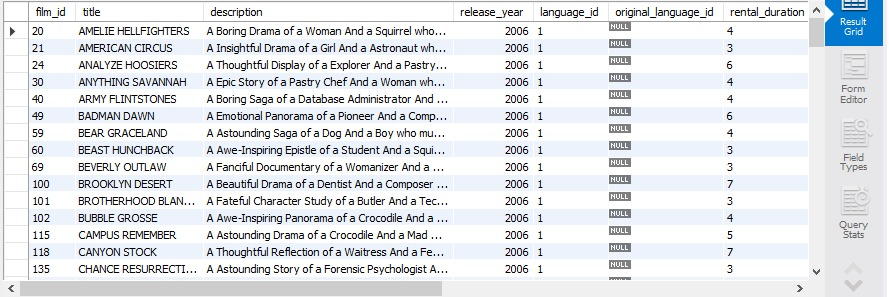 film_id title description release_year language_id original_language_id rental_duration
20 AMELIE HELLFIGHTERS A Boring Drama of a Woman And a Squirrel who... 2006 1 NULL 4
21 AMERICAN CIRCUS A Insightful Drama of a Girl And a Astronaut wh... 2006 1 NULL 3
24 ANALYZE HOOSIERS A Thoughtful Display of a Explorer And a Pastry... 2006 1 NULL 6
30 ANYTHING SAVANNAH A Epic Story of a Pastry Chef And a Woman wh... 2006 1 NULL 4
40 ARMY FLINTSTONES A Boring Saga of a Database Administrator And ... 2006 1 NULL 4
49 BADMAN DAWN A Emotional Panorama of a Pioneer And a Comp... 2006 1 NULL 6
59 BEAR GRACELAND A Astounding Saga of a Dog And a Boy who mu... 2006 1 NULL 4
60 BEAST HUNCHBACK A Awe-Inspiring Epistle of a Student And a Squi... 2006 1 NULL 3
69 BEVERLY OUTLAW A Fanciful Documentary of a Womanizer And a ... 2006 1 NULL 3
100 BROOKLYN DESERT A Beautiful Drama of a Dentist And a Composer ... 2006 1 NULL 7
101 BROTHERHOOD BLAN... A Fateful Character Study of a Butler And a Tec... 2006 1 NULL 3
102 BUBBLE GROSSE A Awe-Inspiring Panorama of a Crocodile And a ... 2006 1 NULL 4
115 CAMPUS REMEMBER A Astounding Drama of a Crocodile And a Mad ... 2006 1 NULL 5
118 CANYON STOCK A Thoughtful Reflection of a Waitress And a Fe... 2006 1 NULL 7
135 CHANCE RESURRECTI... A Astounding Story of a Forensic Psychologist A... 2006 1 NULL 3
Result
Grid
Form
Editor
Field
Types
Query
Stats